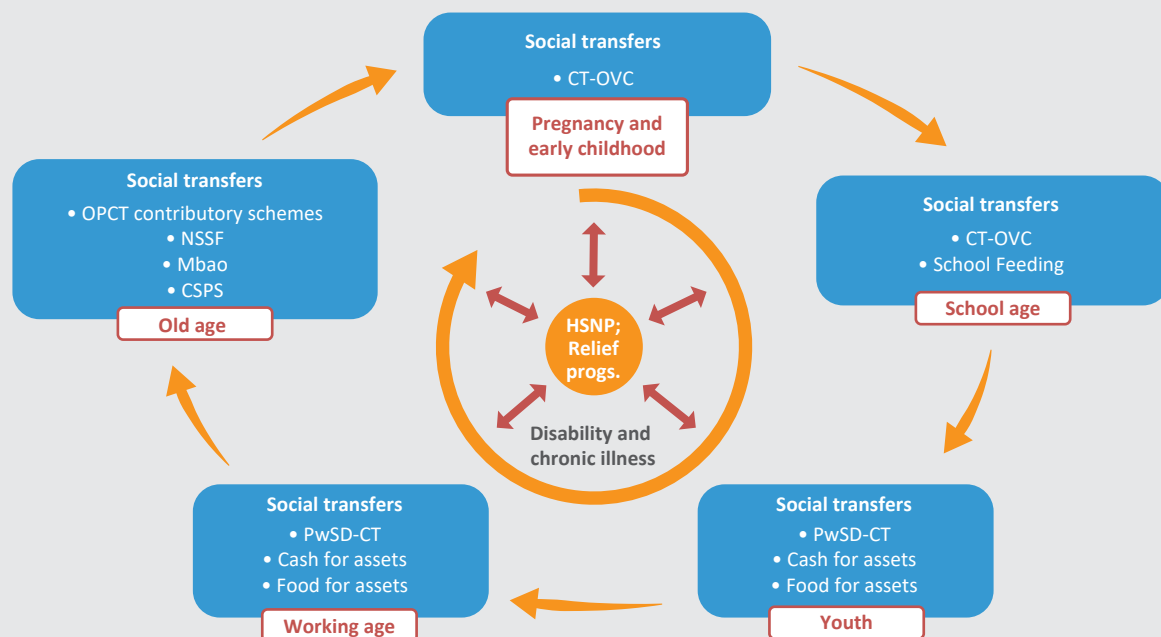 Social transfers
• CT-OVC
Pregnancy and
early childhood
Social transfers
• CT-OVC
• School Feeding
School age
Social transfers
• PwSD-CT
• Cash for assets
• Food for assets
Youth
Social transfers
• PwSD-CT
• Cash for assets
• Food for assets
Working age
Social transfers
• OPCT contributory schemes
• NSSF
• Mbao
• CSPS
Old age
HSNP;
Relief
progs.
Disability and
chronic illness